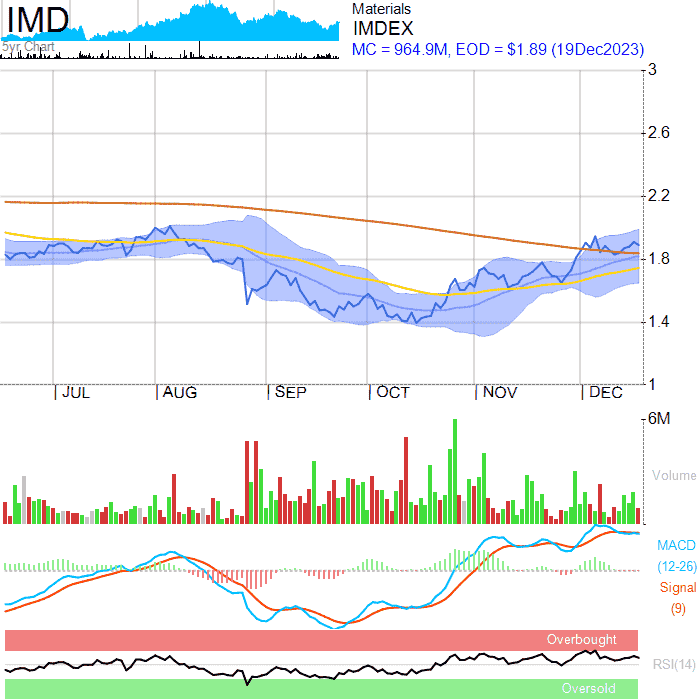 IMD
5yr Chart
Materials
IMDEX
MC = 964.9M, EOD = $1.89 (19Dec2023)
3
2.6
2.2
1.8
1.4
1
JUL AUG SEP OCT NOV DEC
6M
Volume
MACD
(12-26)
Signal
(9)
Overbought
RSI(14)
Oversold